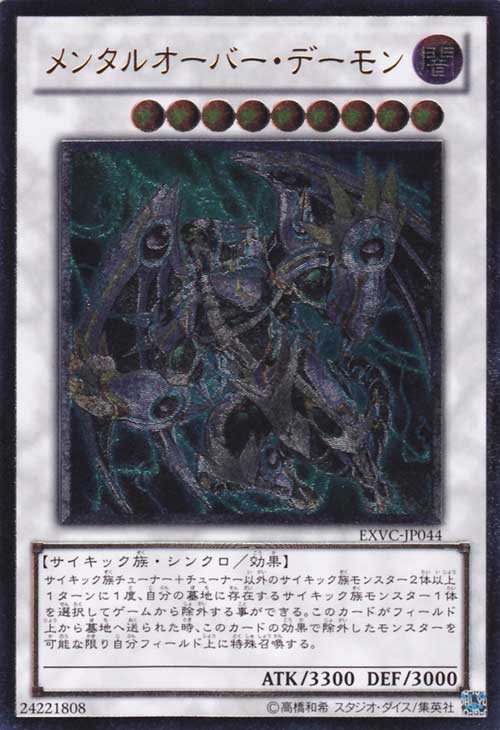 メンタルオーバー・デーモン
闇
EXVC-JP044
【サイキック族・シンクロ/効果】
サイキック族チューナー+チューナー以外のサイキック族モンスター2体以上
1ターンに1度、自分の墓地に存在するサイキック族モンスター1体
を選択してゲームから除外する事ができる。このカードがフィールド
上から墓地へ送られた時、このカードの効果で除外したモンスターを
可能な限り自分フィールド上に特殊召喚する。
ATK/3300 DEF/3000
24221808 ©高橋和希 スタジオ・ダイス/集英社